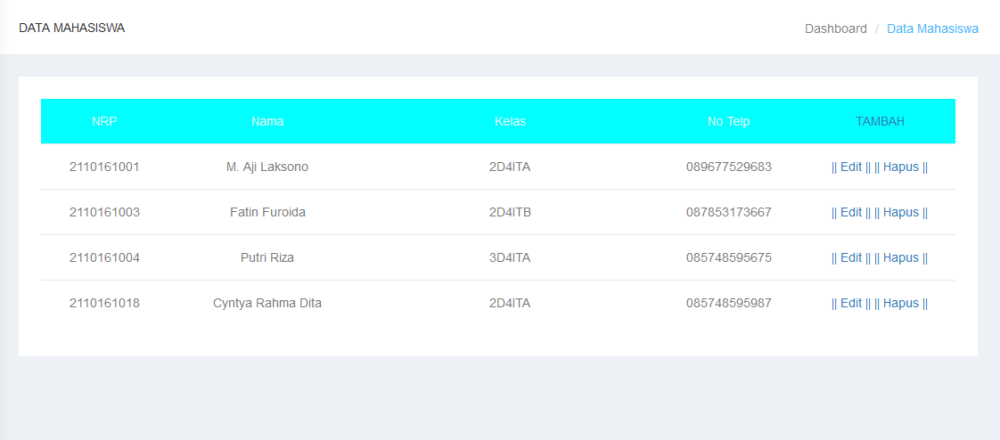 DATA MAHASISWA Dashboard / Data Mahasiswa
NRP Nama Kelas No Telp TAMBAH
2110161001 M. Aji Laksono 2D4ITA 089677529683 || Edit || || Hapus ||
2110161003 Fatin Furoida 2D4ITB 087853173667 || Edit || || Hapus ||
2110161004 Putri Riza 3D4ITA 085748595675 || Edit || || Hapus ||
2110161018 Cyntya Rahma Dita 2D4ITA 085748595987 || Edit || || Hapus ||